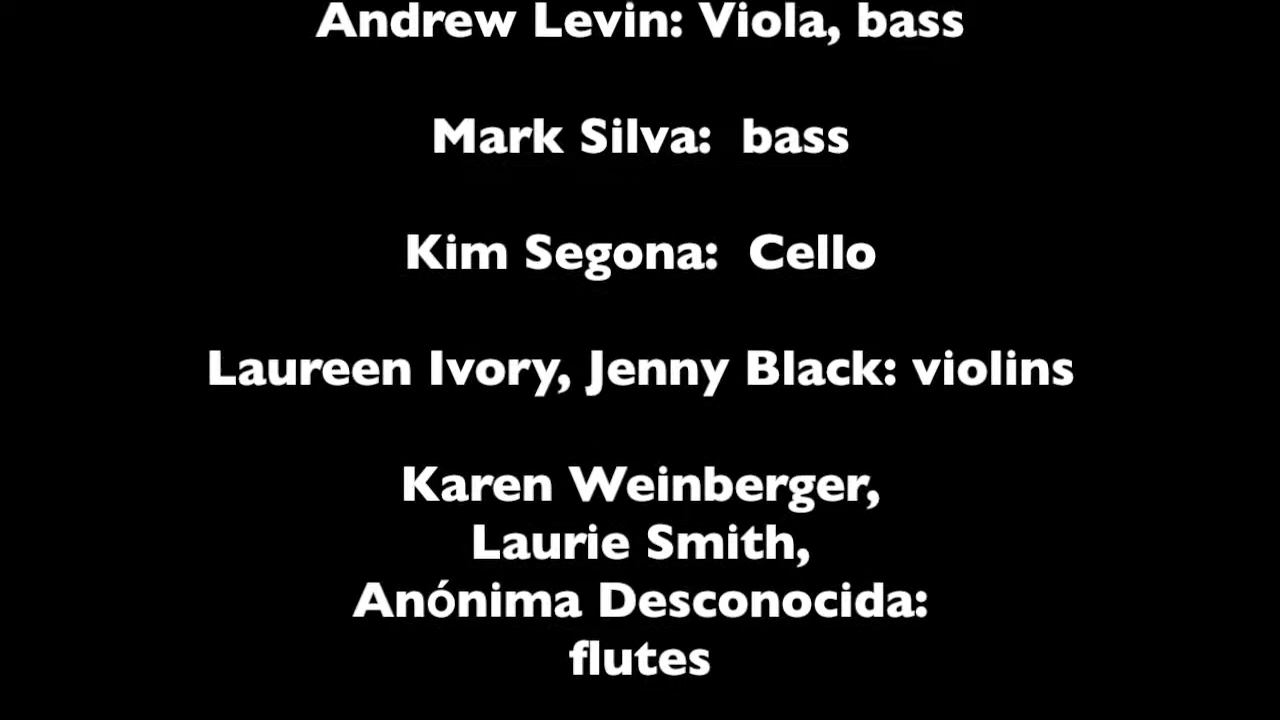 Andrew Levin: Viola, bass
Mark Silva:  bass
Kim Segona:  Cello
Laureen Ivory, Jenny Black: violins
Karen Weinberger,
Laurie Smith,
Anónima Desconocida:
flutes